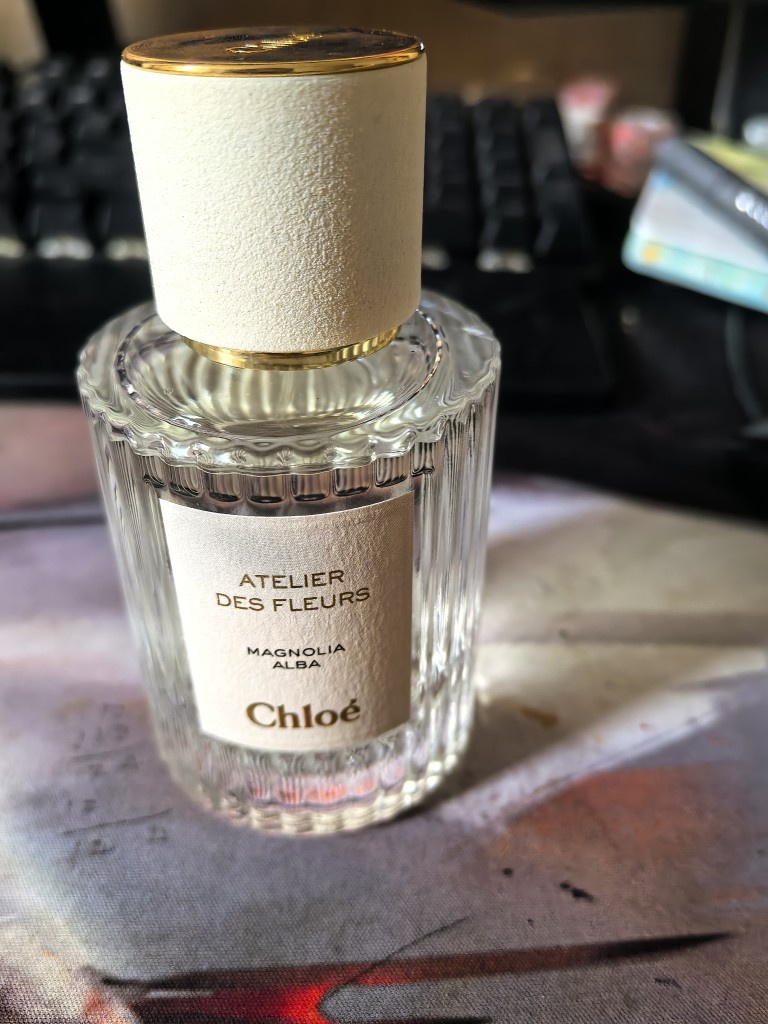 ATELIER
DES FLEURS
MAGNOLIA
ALBA
Chloé